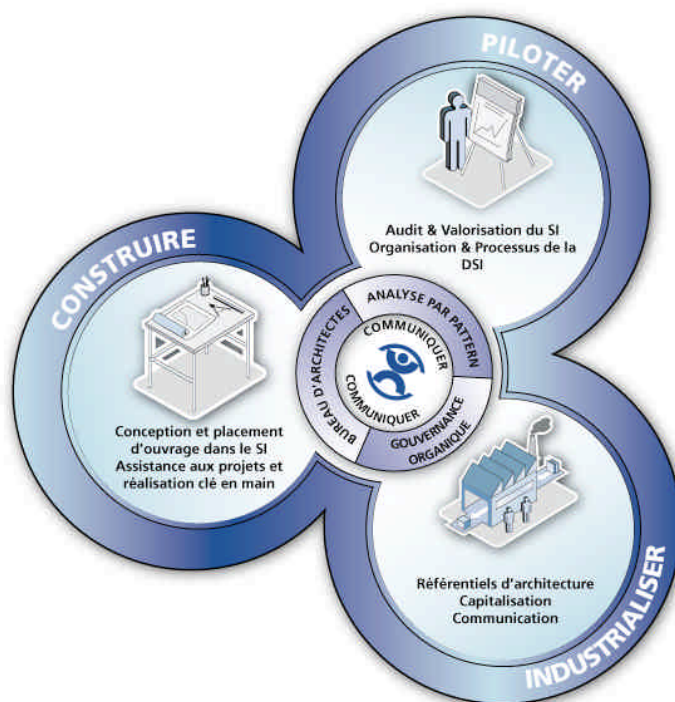 PILOTER
Audit & Valorisation du SI
Organisation & Processus de la
DSI
CONSTRUIRE
Conception et placement
d'ouvrage dans le SI
Assistance aux projets et
réalisation clé en main
BUREAU D'ARCHITECTES
ANALYSE PAR PATTERN
GOUVERNANCE
ORGANIQUE
COMMUNIQUER
COMMUNIQUER
Référentiels d'architecture
Capitalisation
Communication
INDUSTRIALISER